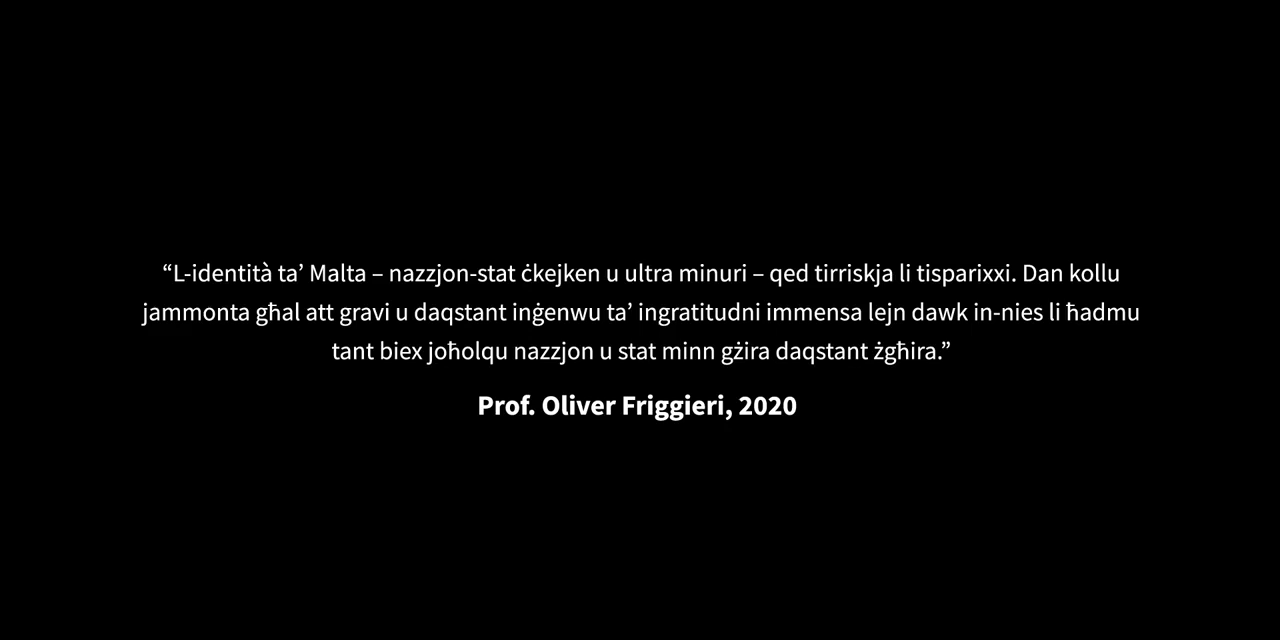 “L-identità ta’ Malta – nazzjon-stat ċkejken u ultra minuri – qed tirriskja li tisparixxi. Dan kollu
jammonta għal att gravi u daqstant inġenwu ta’ ingratitudni immensa lejn dawk in-nies li ħadmu
tant biex joħolqu nazzjon u stat minn gżira daqstant żgħira.”
Prof. Oliver Friggieri, 2020